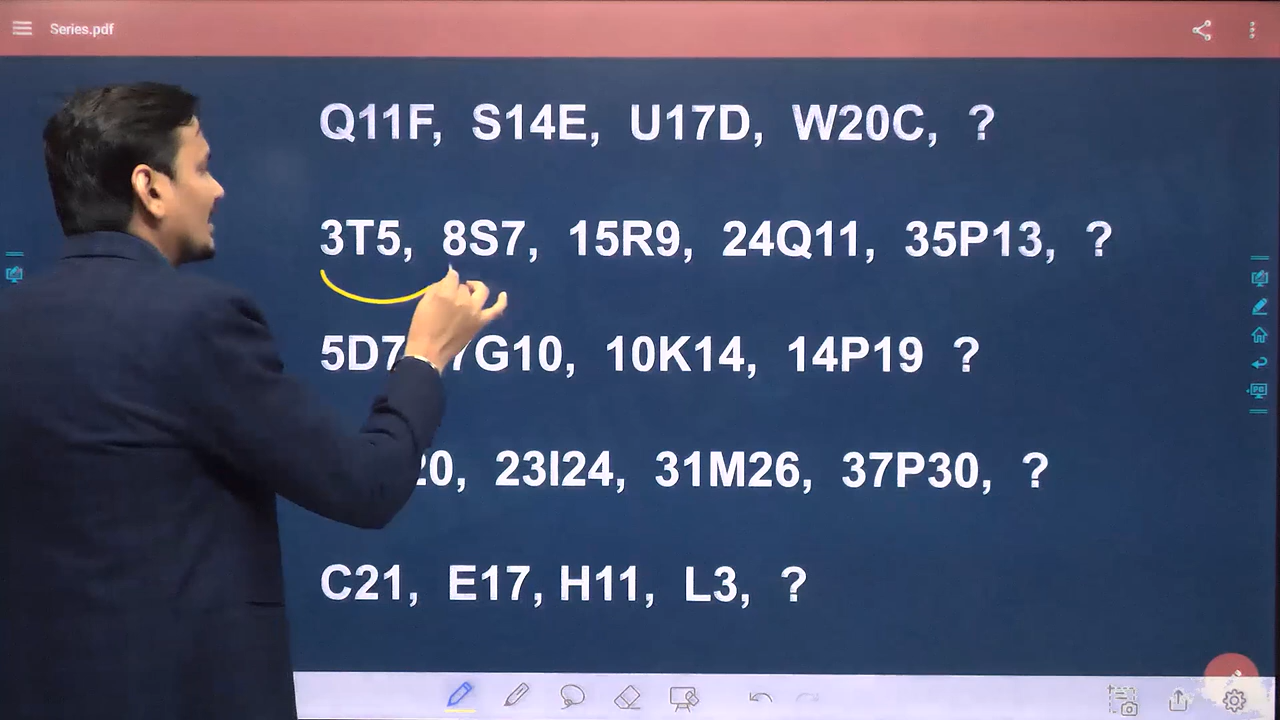 Series.pdf
Q11F, S14E, U17D, W20C, ?
3T5, 8S7, 15R9, 24Q11, 35P13, ?
5D7 G10, 10K14, 14P19 ?
20, 23I24, 31M26, 37P30, ?
C21, E17, H11, L3, ?